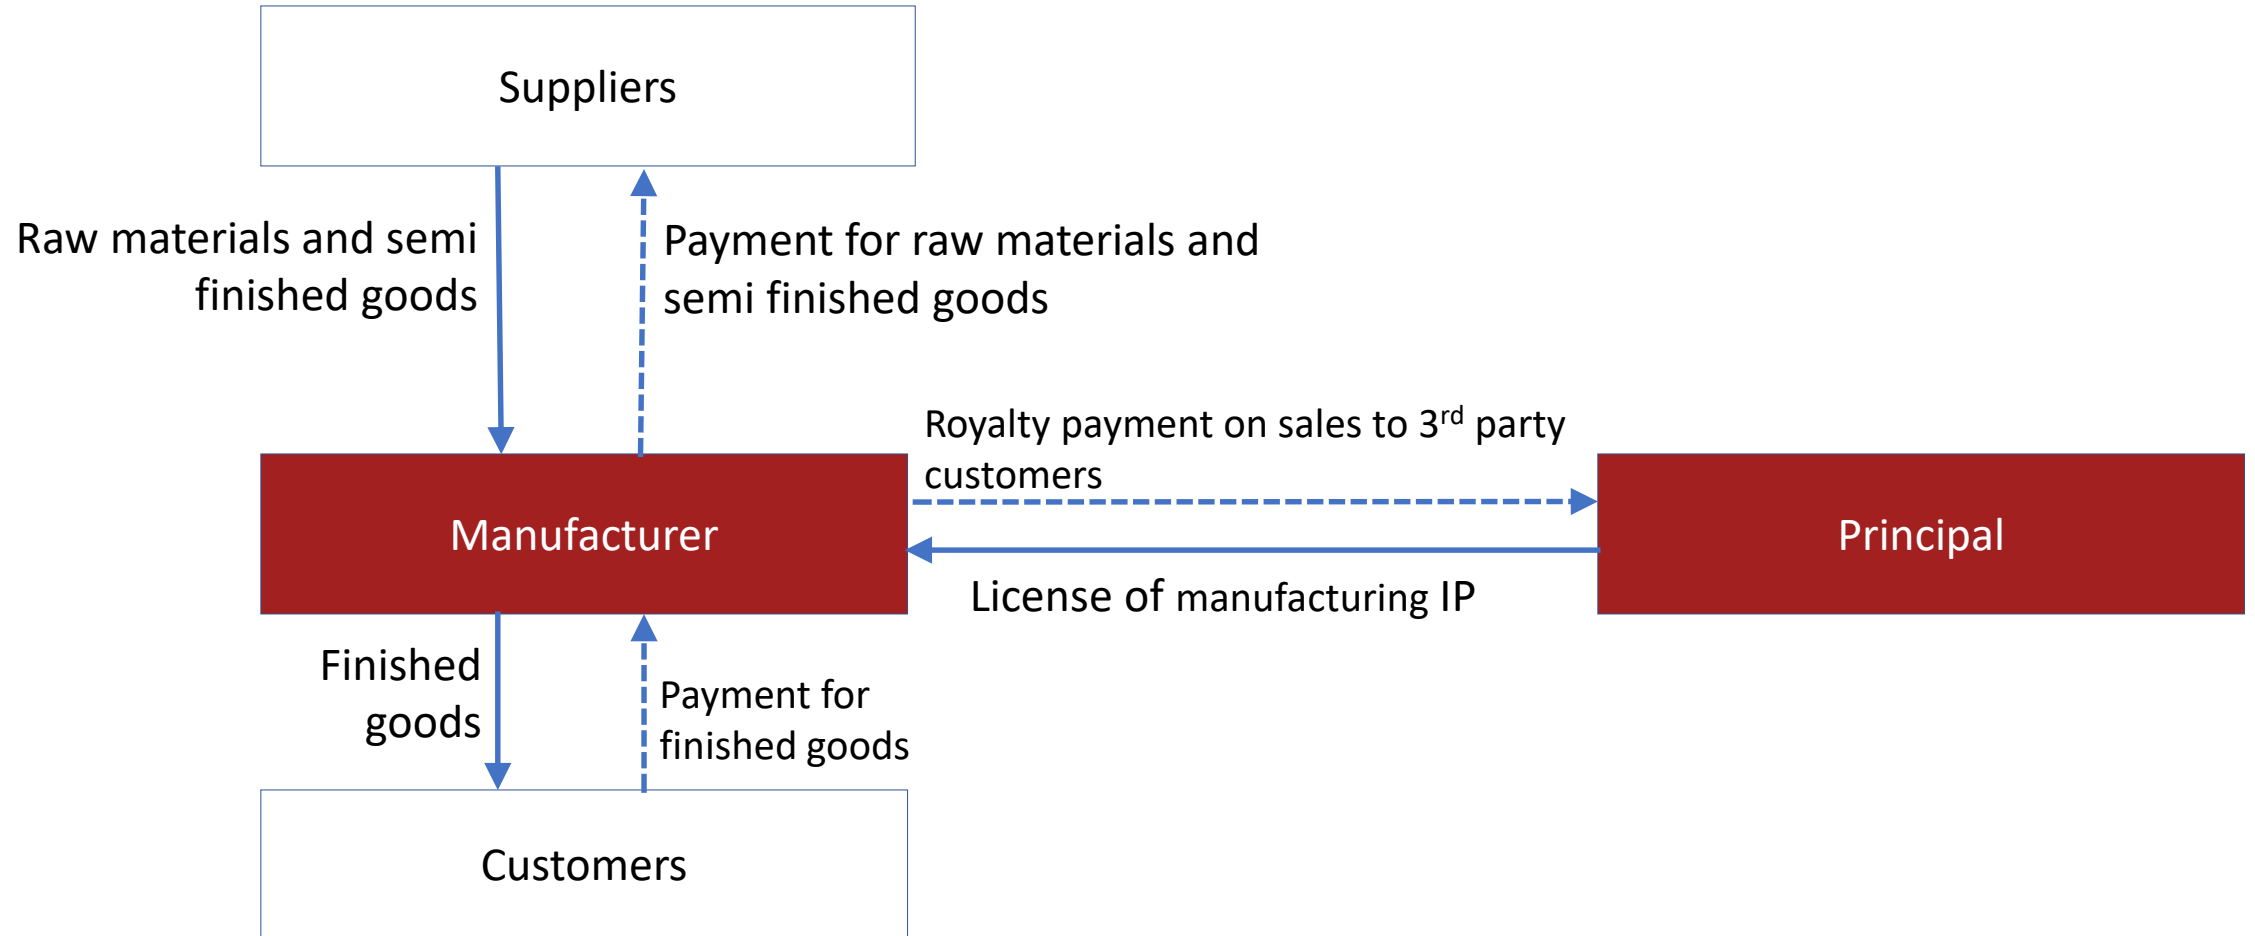 Suppliers
Raw materials and semi
finished goods
Payment for raw materials and
semi finished goods
Royalty payment on sales to 3rd party
customers
Manufacturer
Principal
License of manufacturing IP
Finished
goods
Payment for
finished goods
Customers